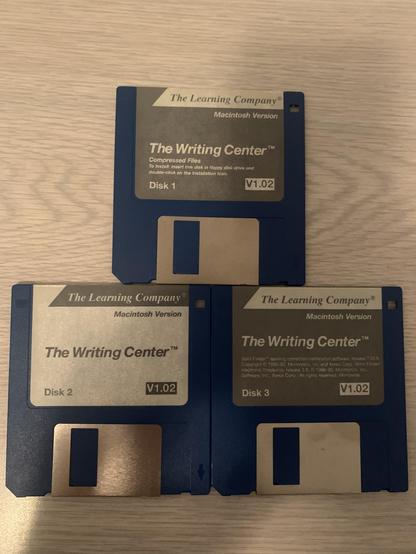 The Learning Company®
Macintosh Version
The Writing Center™
Compressed Files
To install: Insert this disk in floppy disk drive and
double-click on the Installation icon.
Disk 1 V1.02
The Learning Company®
Macintosh Version
The Writing Center™
Disk 2 V1.02
The Learning Company®
Macintosh Version
The Writing Center™
Disk 3 V1.02